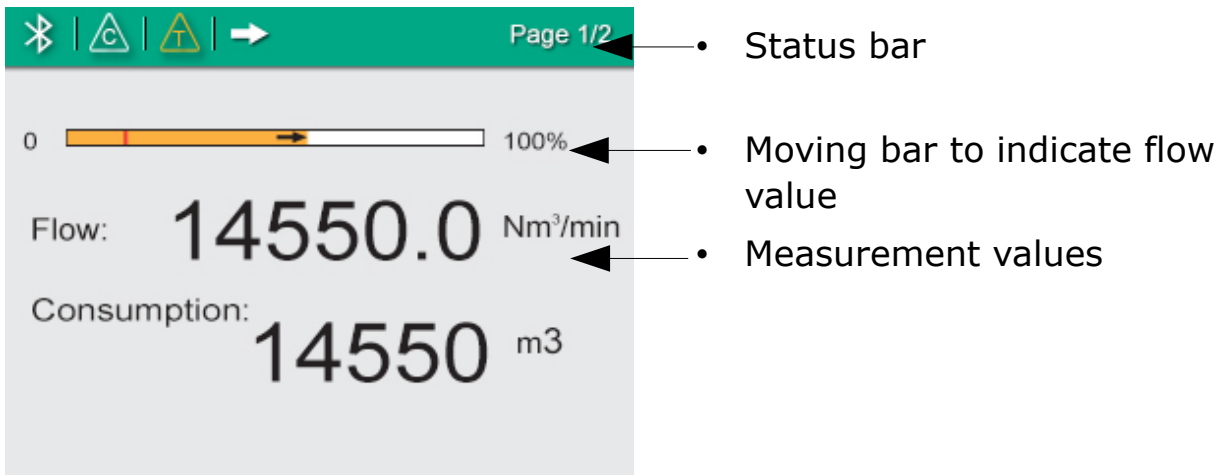 C T Page 1/2
• Status bar
0 100%
• Moving bar to indicate flow
value
Flow: 14550.0 Nm³/min
• Measurement values
Consumption:
14550 m3